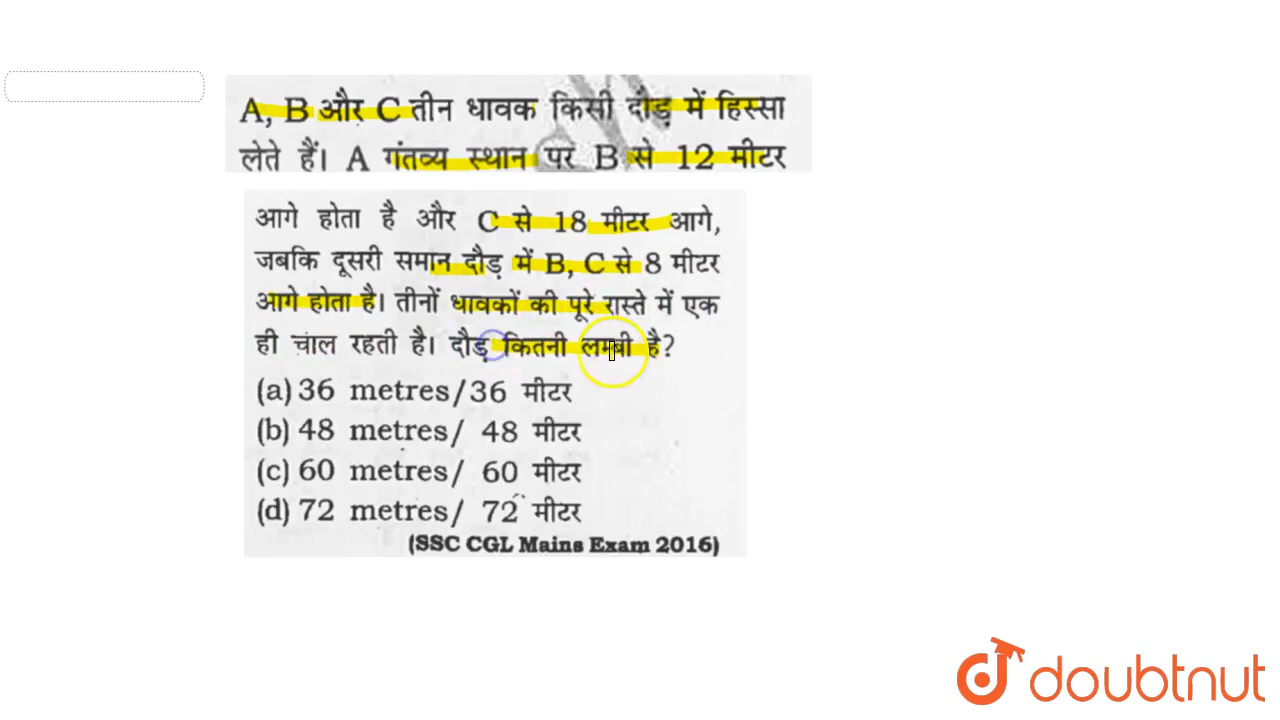 A, B और C तीन धावक किसी दौड़ में हिस्सा
लेते हैं। A गंतव्य स्थान पर B से 12 मीटर
आगे होता है और C से 18 मीटर आगे,
जबकि दूसरी समान दौड़ में B, C से 8 मीटर
आगे होता है। तीनों धावकों की पूरे रास्ते में एक
ही चाल रहती है। दौड़ कितनी लम्बी है?
(a) 36 metres/36 मीटर
(b) 48 metres/ 48 मीटर
(c) 60 metres/ 60 मीटर
(d) 72 metres/ 72 मीटर
(SSC CGL Mains Exam 2016)
doubtnut